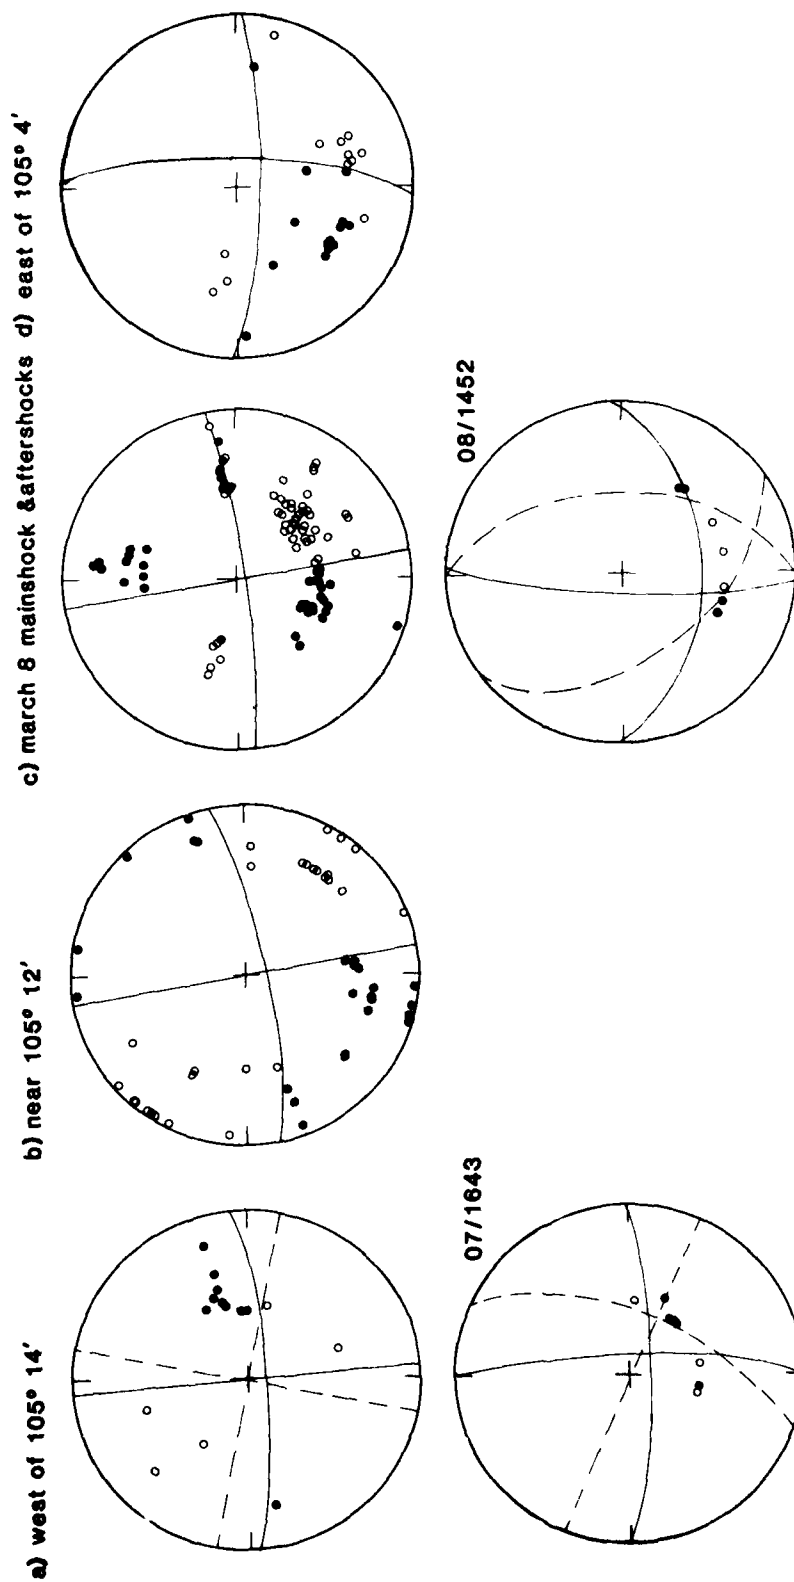 a) west of 105° 14'
b) near 105° 12'
c) march 8 mainshock &aftershocks
d) east of 105° 4'
07/1643
08/1452